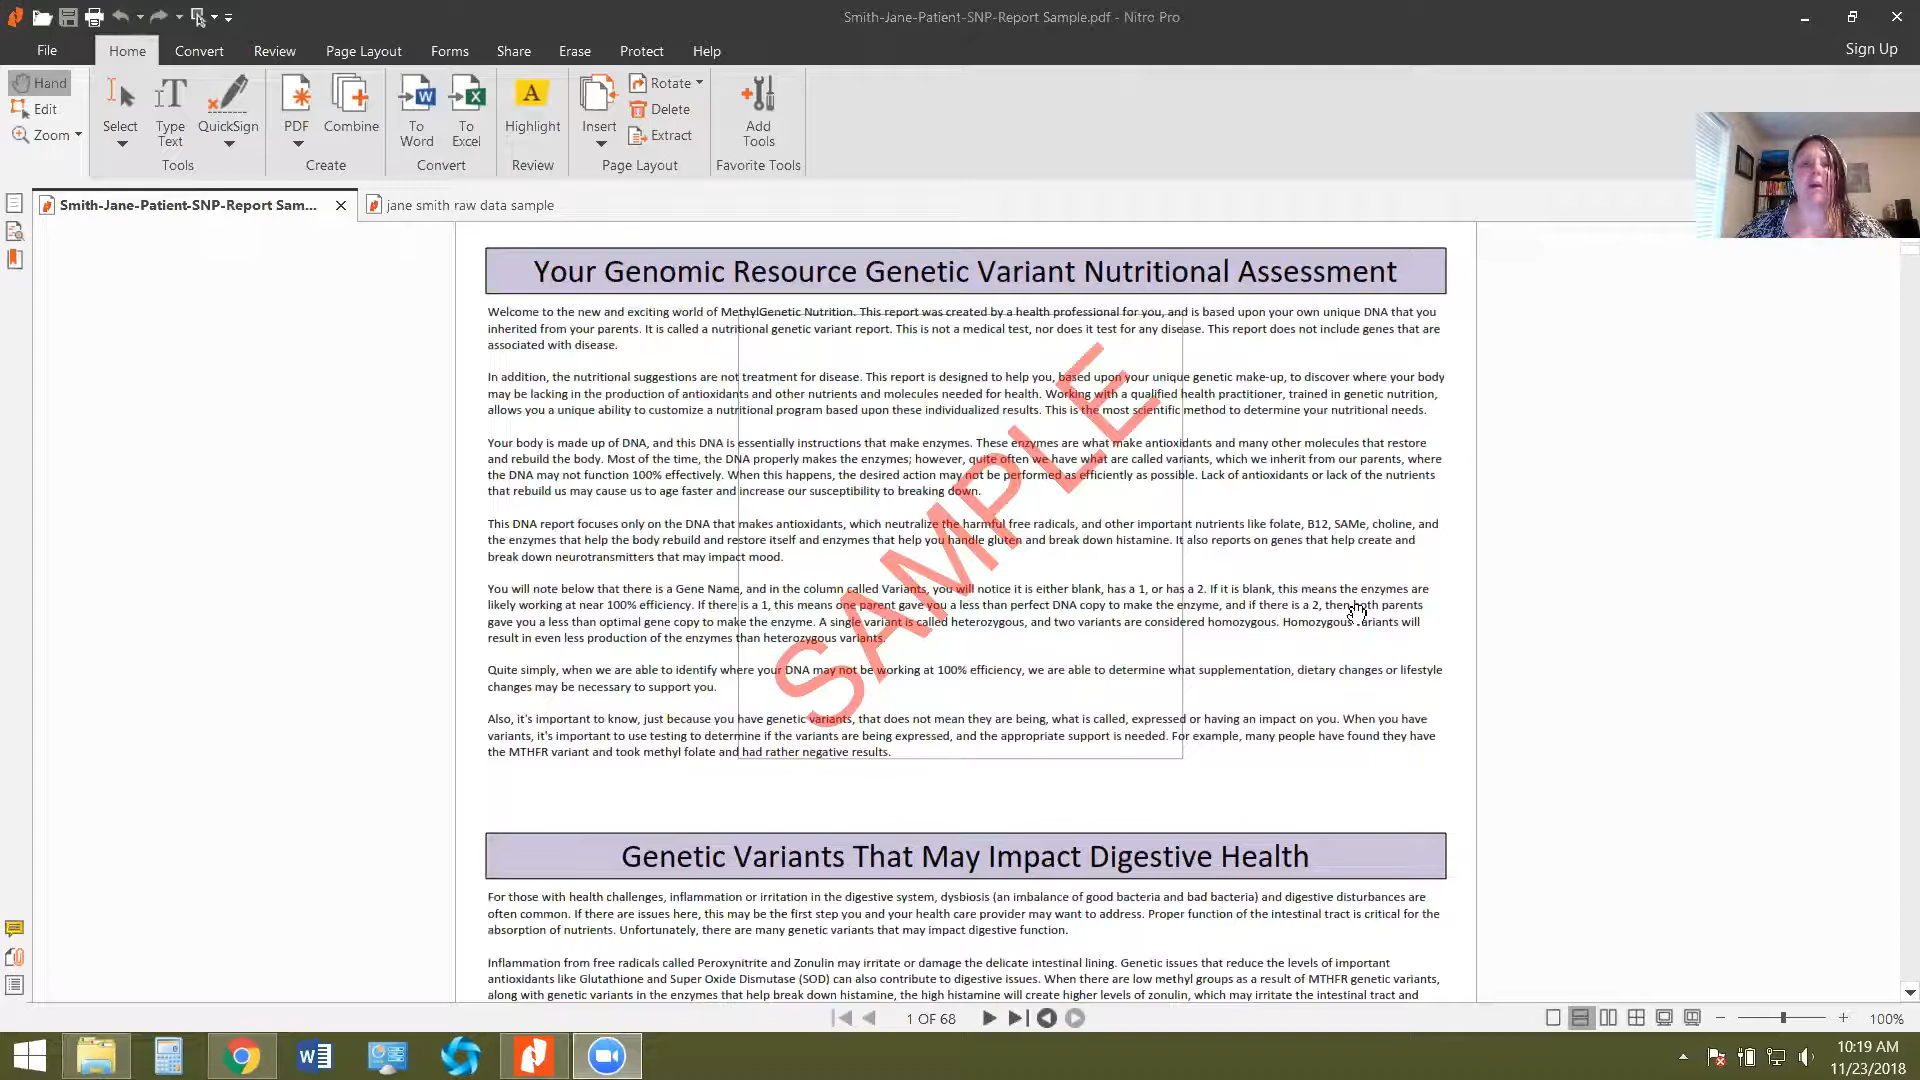 Smith-Jane-Patient-SNP-Report Sample.pdf - Nitro Pro
File
Home
Convert
Review
Page Layout
Forms
Share
Erase
Protect
Help
Sign Up
Hand
Edit
Zoom
Select
Type Text
QuickSign
Tools
PDF
Combine
Create
To Word
To Excel
Convert
Highlight
Review
Insert
Rotate
Delete
Extract
Page Layout
Add Tools
Favorite Tools
Smith-Jane-Patient-SNP-Report Sam...
jane smith raw data sample
Your Genomic Resource Genetic Variant Nutritional Assessment
Welcome to the new and exciting world of MethylGenetic Nutrition. This report was created by a health professional for you, and is based upon your own unique DNA that you
inherited from your parents. It is called a nutritional genetic variant report. This is not a medical test, nor does it test for any disease. This report does not include genes that are
associated with disease.
In addition, the nutritional suggestions are not treatment for disease. This report is designed to help you, based upon your unique genetic make-up, to discover where your body
may be lacking in the production of antioxidants and other nutrients and molecules needed for health. Working with a qualified health practitioner, trained in genetic nutrition,
allows you a unique ability to customize a nutritional program based upon these individualized results. This is the most scientific method to determine your nutritional needs.
Your body is made up of DNA, and this DNA is essentially instructions that make enzymes. These enzymes are what make antioxidants and many other molecules that restore
and rebuild the body. Most of the time, the DNA properly makes the enzymes; however, quite often we have what are called variants, which we inherit from our parents, where
the DNA may not function 100% effectively. When this happens, the desired action may not be performed as efficiently as possible. Lack of antioxidants or lack of the nutrients
that rebuild us may cause us to age faster and increase our susceptibility to breaking down.
This DNA report focuses only on the DNA that makes antioxidants, which neutralize the harmful free radicals, and other important nutrients like folate, B12, SAMe, choline, and
the enzymes that help the body rebuild and restore itself and enzymes that help you handle gluten and break down histamine. It also reports on genes that help create and
break down neurotransmitters that may impact mood.
You will note below that there is a Gene Name, and in the column called Variants, you will notice it is either blank, has a 1, or has a 2. If it is blank, this means the enzymes are
likely working at near 100% efficiency. If there is a 1, this means one parent gave you a less than perfect DNA copy to make the enzyme, and if there is a 2, then both parents
gave you a less than optimal gene copy to make the enzyme. A single variant is called heterozygous, and two variants are considered homozygous. Homozygous variants will
result in even less production of the enzymes than heterozygous variants.
Quite simply, when we are able to identify where your DNA may not be working at 100% efficiency, we are able to determine what supplementation, dietary changes or lifestyle
changes may be necessary to support you.
Also, it's important to know, just because you have genetic variants, that does not mean they are being, what is called, expressed or having an impact on you. When you have
variants, it's important to use testing to determine if the variants are being expressed, and the appropriate support is needed. For example, many people have found they have
the MTHFR variant and took methyl folate and had rather negative results.
SAMPLE
Genetic Variants That May Impact Digestive Health
For those with health challenges, inflammation or irritation in the digestive system, dysbiosis (an imbalance of good bacteria and bad bacteria) and digestive disturbances are
often common. If there are issues here, this may be the first step you and your health care provider may want to address. Proper function of the intestinal tract is critical for the
absorption of nutrients. Unfortunately, there are many genetic variants that may impact digestive function.
Inflammation from free radicals called Peroxynitrite and Zonulin may irritate or damage the delicate intestinal lining. Genetic issues that reduce the levels of important
antioxidants like Glutathione and Super Oxide Dismutase (SOD) can also contribute to digestive issues. When there are low methyl groups as a result of MTHFR genetic variants,
along with genetic variants in the enzymes that help break down histamine, the high histamine will create higher levels of zonulin, which may irritate the intestinal tract and
1 OF 68
100%
10:19 AM
11/23/2018